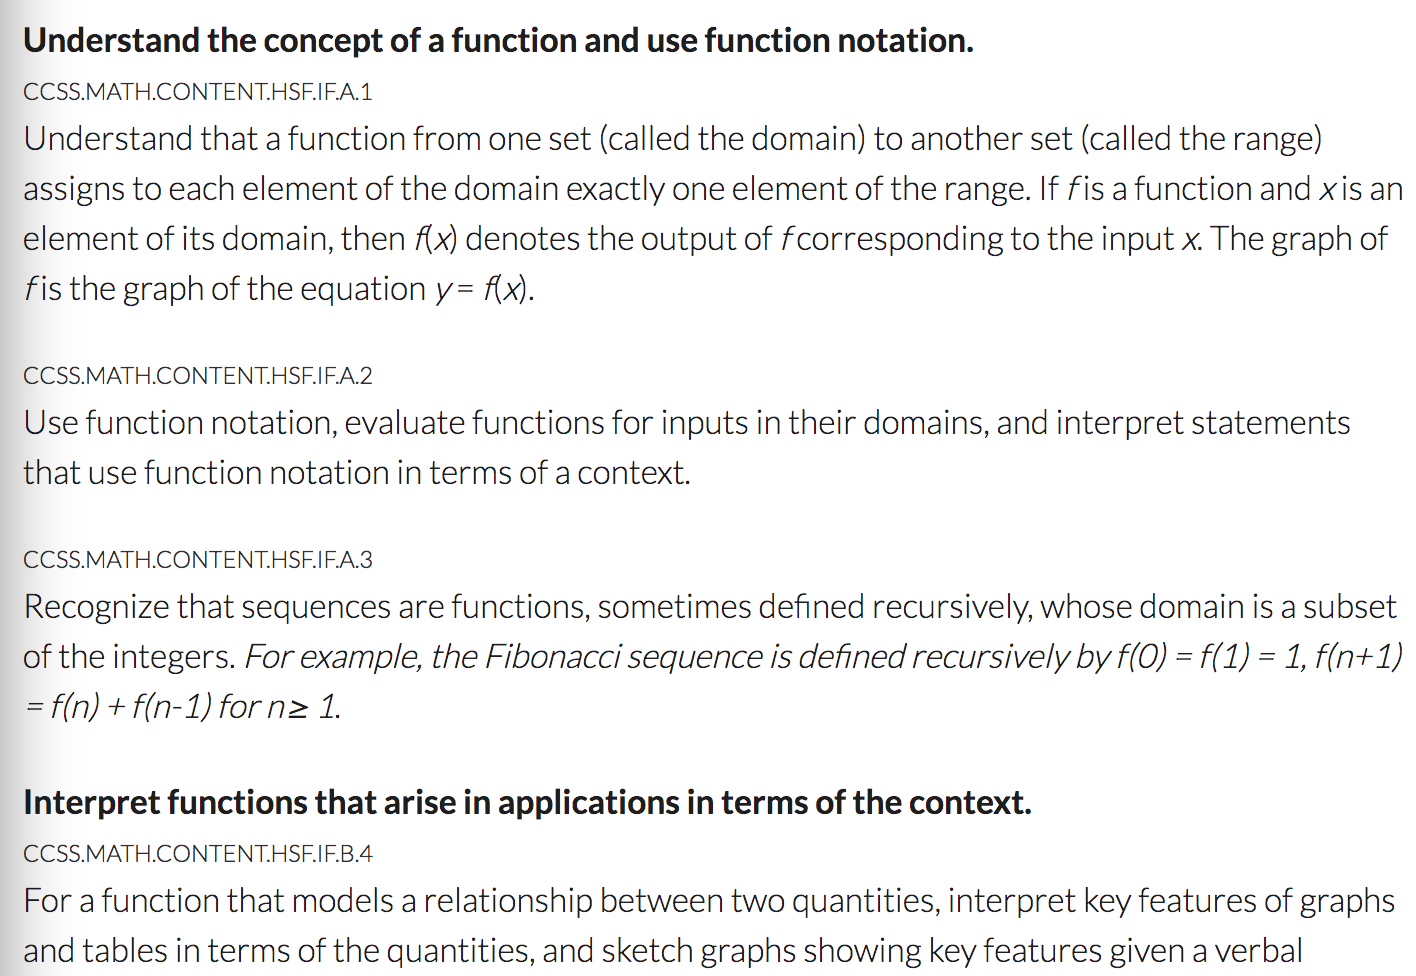 Understand the concept of a function and use function notation.
CCSS.MATH.CONTENT.HSF.IF.A.1
Understand that a function from one set (called the domain) to another set (called the range)
assigns to each element of the domain exactly one element of the range. If f is a function and x is an
element of its domain, then f(x) denotes the output of f corresponding to the input x. The graph of
f is the graph of the equation y = f(x).
CCSS.MATH.CONTENT.HSF.IF.A.2
Use function notation, evaluate functions for inputs in their domains, and interpret statements
that use function notation in terms of a context.
CCSS.MATH.CONTENT.HSF.IF.A.3
Recognize that sequences are functions, sometimes defined recursively, whose domain is a subset
of the integers. For example, the Fibonacci sequence is defined recursively by f(0) = f(1) = 1, f(n+1)
= f(n) + f(n-1) for n ≥ 1.
Interpret functions that arise in applications in terms of the context.
CCSS.MATH.CONTENT.HSF.IF.B.4
For a function that models a relationship between two quantities, interpret key features of graphs
and tables in terms of the quantities, and sketch graphs showing key features given a verbal